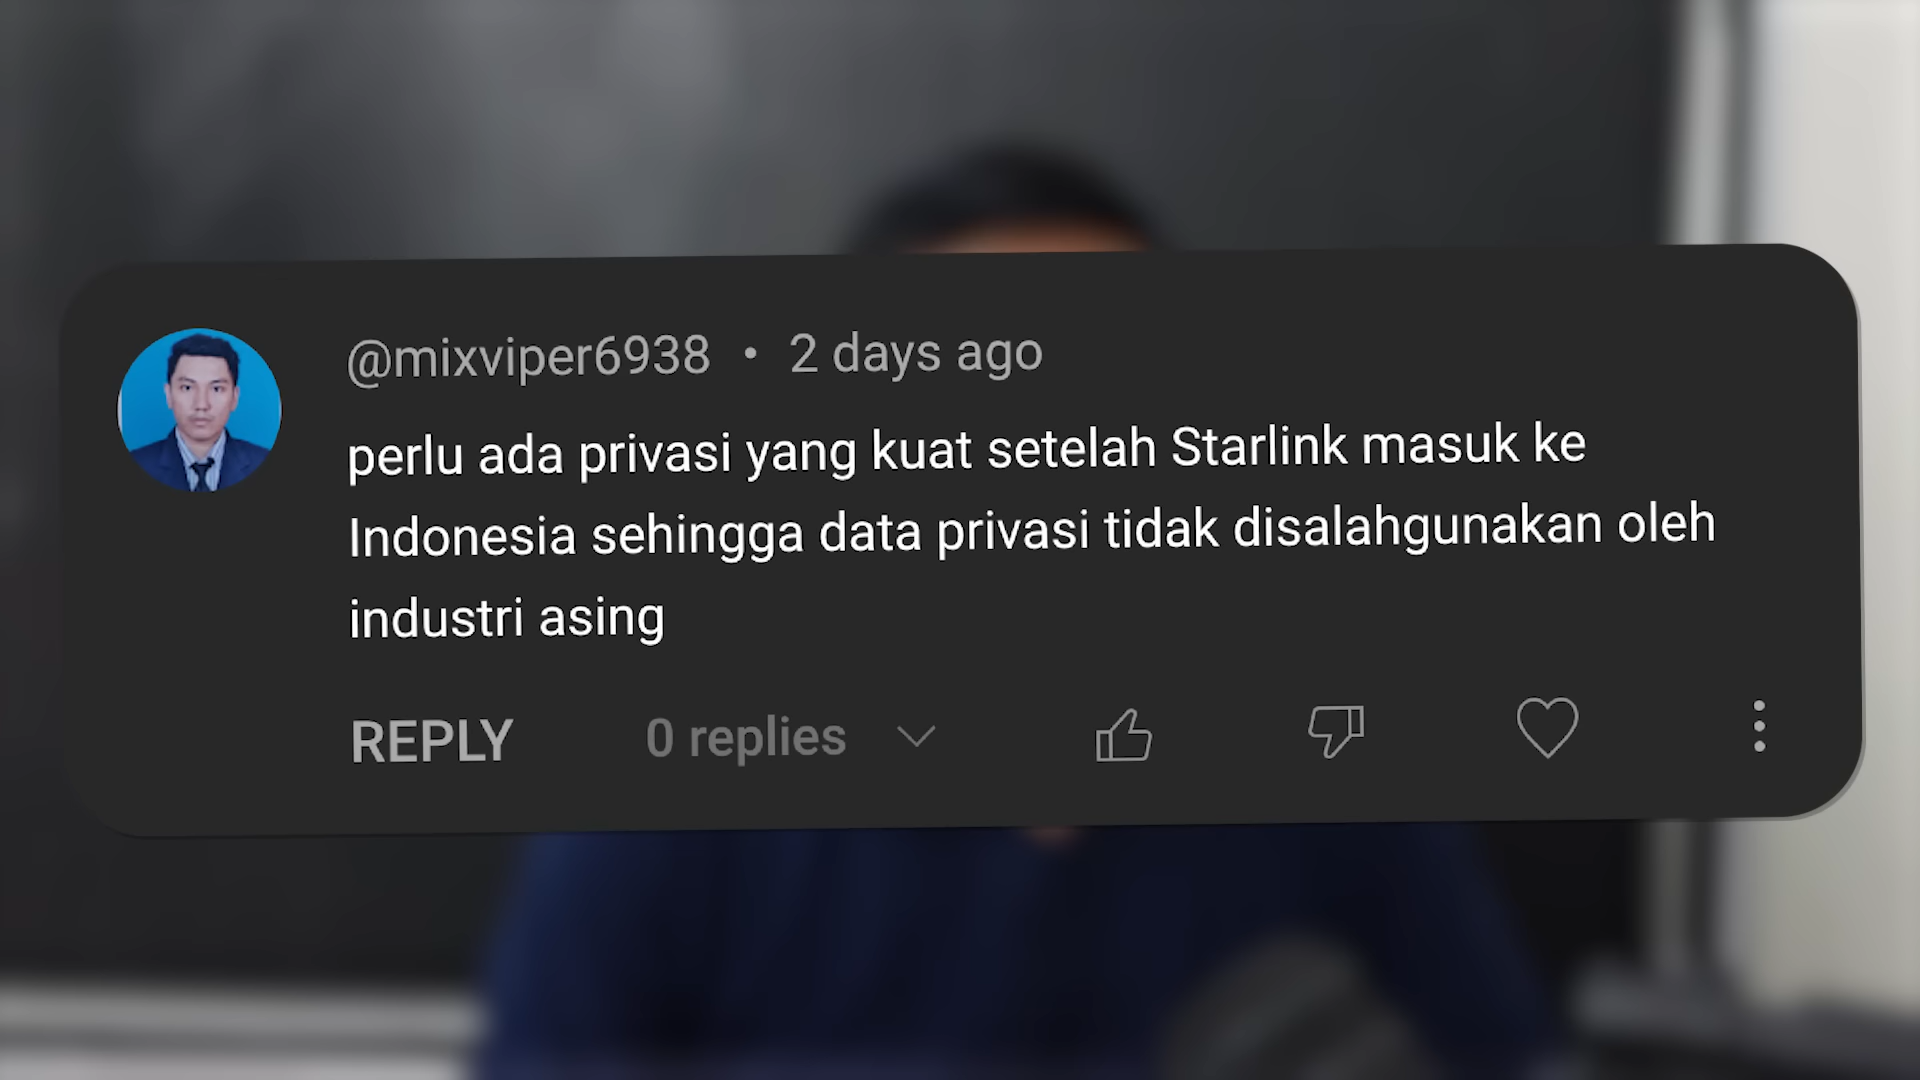 @mixviper6938 • 2 days ago
perlu ada privasi yang kuat setelah Starlink masuk ke
Indonesia sehingga data privasi tidak disalahgunakan oleh
industri asing
REPLY 0 replies